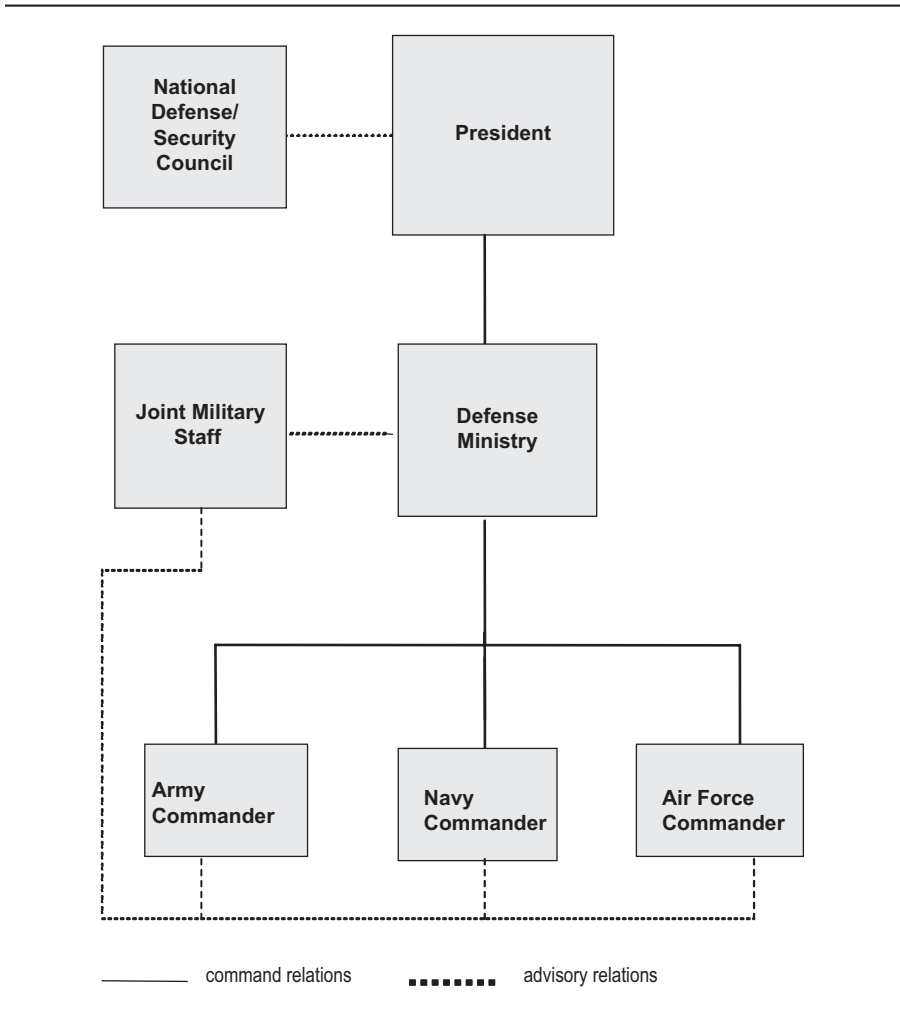 National
Defense/
Security
Council
President
Joint Military
Staff
Defense
Ministry
Army
Commander
Navy
Commander
Air Force
Commander
command relations
advisory relations